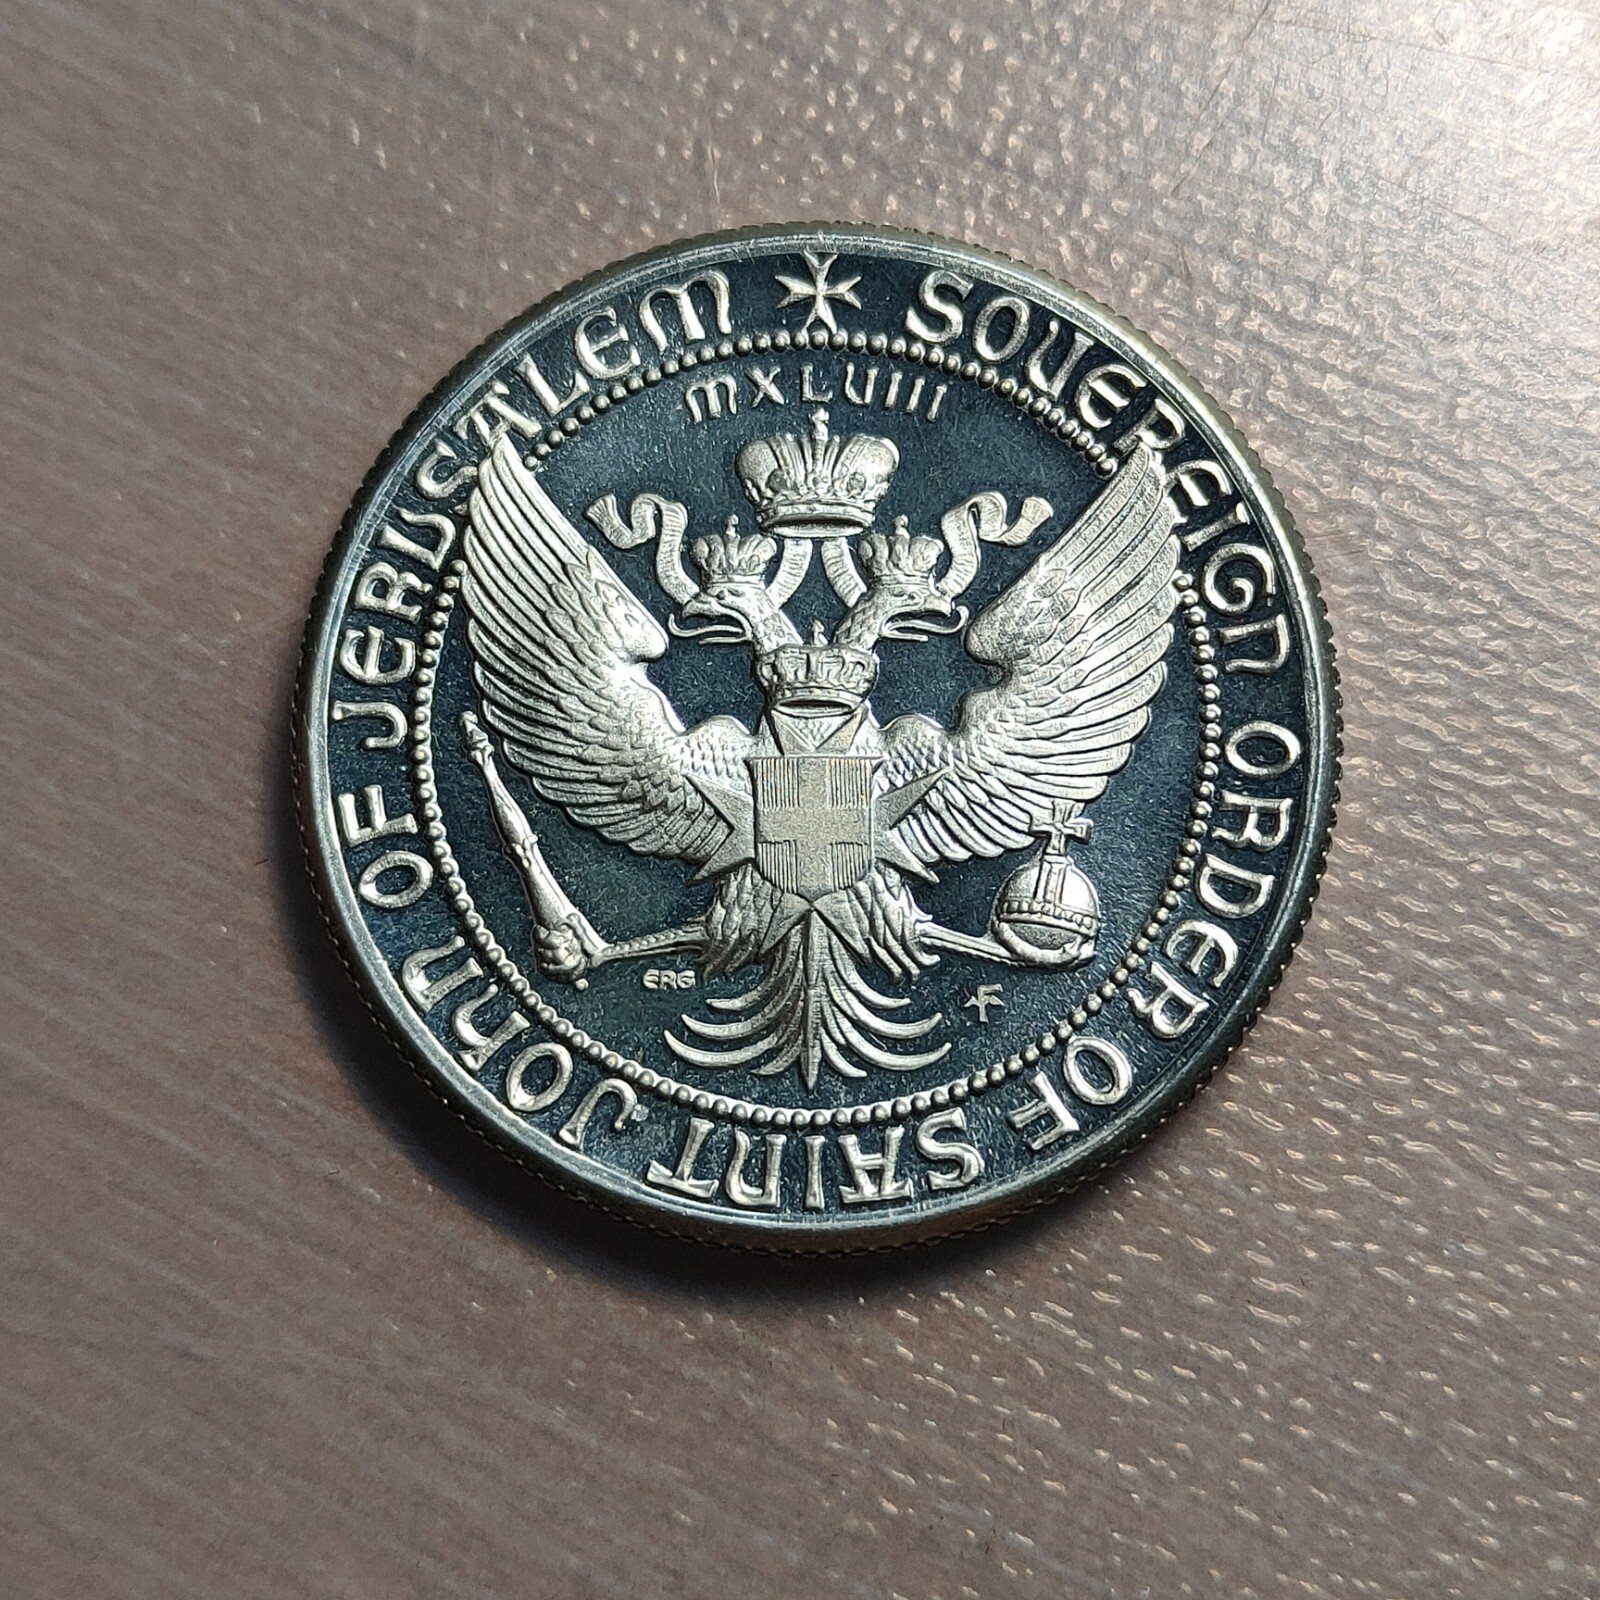 SOVEREIGN ORDER OF SAINT JOHN OF JERUSALEM
MXLVIII
ERG
F